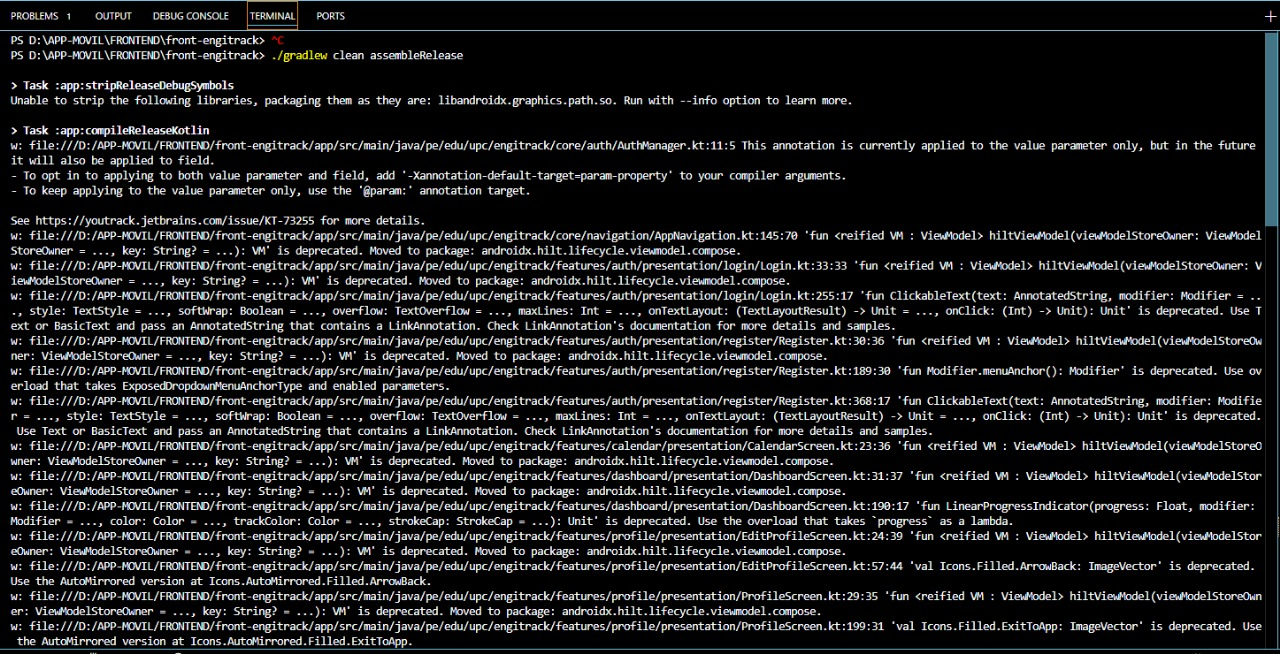 PROBLEMS 1 OUTPUT DEBUG CONSOLE TERMINAL PORTS
PS D:\APP-MOVIL\FRONTEND\front-engitrack> ^C
PS D:\APP-MOVIL\FRONTEND\front-engitrack> ./gradlew clean assembleRelease
> Task :app:stripReleaseDebugSymbols
Unable to strip the following libraries, packaging them as they are: libandroidx.graphics.path.so. Run with --info option to learn more.
> Task :app:compileReleaseKotlin
w: file:///D:/APP-MOVIL/FRONTEND/front-engitrack/app/src/main/java/pe/edu/upc/engitrack/core/auth/AuthManager.kt:11:5 This annotation is currently applied to the value parameter only, but in the future
it will also be applied to field.
- To opt in to applying to both value parameter and field, add '-Xannotation-default-target=param-property' to your compiler arguments.
- To keep applying to the value parameter only, use the '@param:' annotation target.
See https://youtrack.jetbrains.com/issue/KT-73255 for more details.
w: file:///D:/APP-MOVIL/FRONTEND/front-engitrack/app/src/main/java/pe/edu/upc/engitrack/core/navigation/AppNavigation.kt:145:70 'fun <reified VM : ViewModel> hiltViewModel(viewModelStoreOwner: ViewModel
StoreOwner = ..., key: String? = ...): VM' is deprecated. Moved to package: androidx.hilt.lifecycle.viewmodel.compose.
w: file:///D:/APP-MOVIL/FRONTEND/front-engitrack/app/src/main/java/pe/edu/upc/engitrack/features/auth/presentation/login/Login.kt:33:33 'fun <reified VM : ViewModel> hiltViewModel(viewModelStoreOwner: V
iewModelStoreOwner = ..., key: String? = ...): VM' is deprecated. Moved to package: androidx.hilt.lifecycle.viewmodel.compose.
w: file:///D:/APP-MOVIL/FRONTEND/front-engitrack/app/src/main/java/pe/edu/upc/engitrack/features/auth/presentation/login/Login.kt:255:17 'fun ClickableText(text: AnnotatedString, modifier: Modifier = ..
., style: TextStyle = ..., softWrap: Boolean = ..., overflow: TextOverflow = ..., maxLines: Int = ..., onTextLayout: (TextLayoutResult) -> Unit = ..., onClick: (Int) -> Unit): Unit' is deprecated. Use T
ext or BasicText and pass an AnnotatedString that contains a LinkAnnotation. Check LinkAnnotation's documentation for more details and samples.
w: file:///D:/APP-MOVIL/FRONTEND/front-engitrack/app/src/main/java/pe/edu/upc/engitrack/features/auth/presentation/register/Register.kt:30:36 'fun <reified VM : ViewModel> hiltViewModel(viewModelStoreOw
ner: ViewModelStoreOwner = ..., key: String? = ...): VM' is deprecated. Moved to package: androidx.hilt.lifecycle.viewmodel.compose.
w: file:///D:/APP-MOVIL/FRONTEND/front-engitrack/app/src/main/java/pe/edu/upc/engitrack/features/auth/presentation/register/Register.kt:189:30 'fun Modifier.menuAnchor(): Modifier' is deprecated. Use ov
erload that takes ExposedDropdownMenuAnchorType and enabled parameters.
w: file:///D:/APP-MOVIL/FRONTEND/front-engitrack/app/src/main/java/pe/edu/upc/engitrack/features/auth/presentation/register/Register.kt:368:17 'fun ClickableText(text: AnnotatedString, modifier: Modifie
r = ..., style: TextStyle = ..., softWrap: Boolean = ..., overflow: TextOverflow = ..., maxLines: Int = ..., onTextLayout: (TextLayoutResult) -> Unit = ..., onClick: (Int) -> Unit): Unit' is deprecated.
Use Text or BasicText and pass an AnnotatedString that contains a LinkAnnotation. Check LinkAnnotation's documentation for more details and samples.
w: file:///D:/APP-MOVIL/FRONTEND/front-engitrack/app/src/main/java/pe/edu/upc/engitrack/features/calendar/presentation/CalendarScreen.kt:23:36 'fun <reified VM : ViewModel> hiltViewModel(viewModelStoreO
wner: ViewModelStoreOwner = ..., key: String? = ...): VM' is deprecated. Moved to package: androidx.hilt.lifecycle.viewmodel.compose.
w: file:///D:/APP-MOVIL/FRONTEND/front-engitrack/app/src/main/java/pe/edu/upc/engitrack/features/dashboard/presentation/DashboardScreen.kt:31:37 'fun <reified VM : ViewModel> hiltViewModel(viewModelStor
eOwner: ViewModelStoreOwner = ..., key: String? = ...): VM' is deprecated. Moved to package: androidx.hilt.lifecycle.viewmodel.compose.
w: file:///D:/APP-MOVIL/FRONTEND/front-engitrack/app/src/main/java/pe/edu/upc/engitrack/features/dashboard/presentation/DashboardScreen.kt:190:17 'fun LinearProgressIndicator(progress: Float, modifier:
Modifier = ..., color: Color = ..., trackColor: Color = ..., strokeCap: StrokeCap = ...): Unit' is deprecated. Use the overload that takes `progress` as a lambda.
w: file:///D:/APP-MOVIL/FRONTEND/front-engitrack/app/src/main/java/pe/edu/upc/engitrack/features/profile/presentation/EditProfileScreen.kt:24:39 'fun <reified VM : ViewModel> hiltViewModel(viewModelStor
eOwner: ViewModelStoreOwner = ..., key: String? = ...): VM' is deprecated. Moved to package: androidx.hilt.lifecycle.viewmodel.compose.
w: file:///D:/APP-MOVIL/FRONTEND/front-engitrack/app/src/main/java/pe/edu/upc/engitrack/features/profile/presentation/EditProfileScreen.kt:57:44 'val Icons.Filled.ArrowBack: ImageVector' is deprecated.
Use the AutoMirrored version at Icons.AutoMirrored.Filled.ArrowBack.
w: file:///D:/APP-MOVIL/FRONTEND/front-engitrack/app/src/main/java/pe/edu/upc/engitrack/features/profile/presentation/ProfileScreen.kt:29:35 'fun <reified VM : ViewModel> hiltViewModel(viewModelStoreOwn
er: ViewModelStoreOwner = ..., key: String? = ...): VM' is deprecated. Moved to package: androidx.hilt.lifecycle.viewmodel.compose.
w: file:///D:/APP-MOVIL/FRONTEND/front-engitrack/app/src/main/java/pe/edu/upc/engitrack/features/profile/presentation/ProfileScreen.kt:199:31 'val Icons.Filled.ExitToApp: ImageVector' is deprecated. Use
the AutoMirrored version at Icons.AutoMirrored.Filled.ExitToApp.